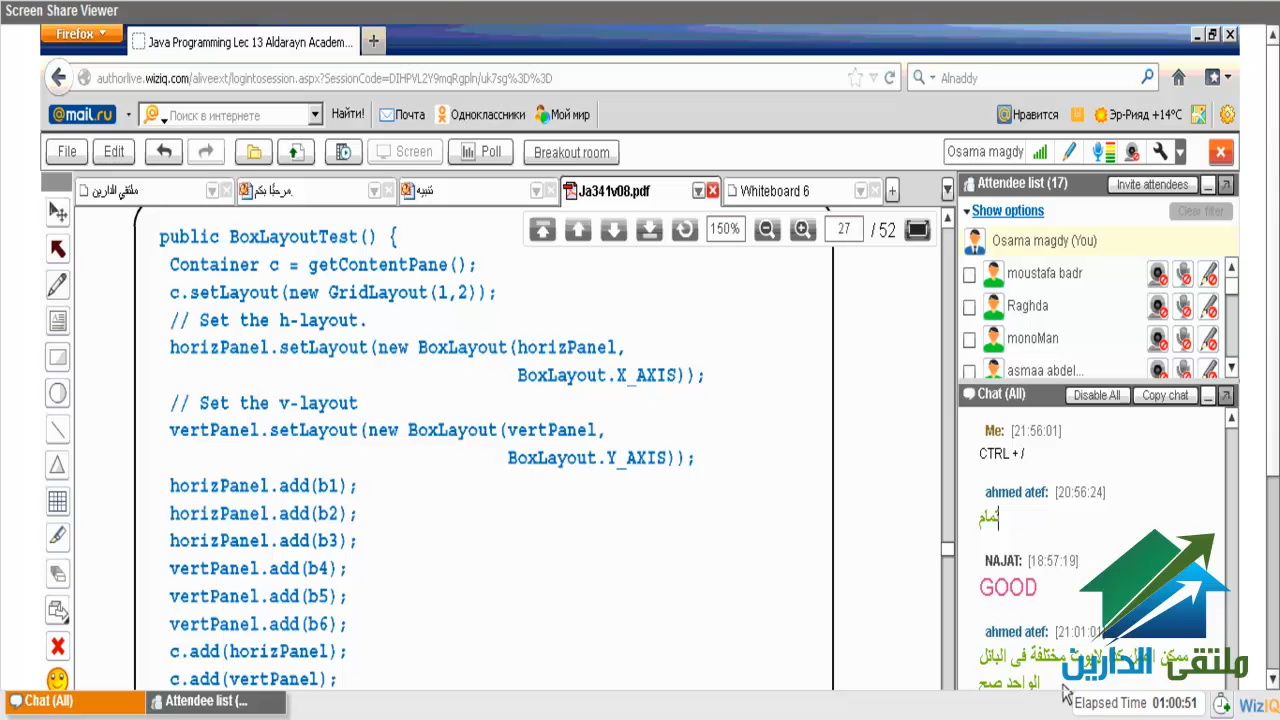 Screen Share Viewer
Firefox
Java Programming Lec 13 Aldarayn Academ...
authorlive.wiziq.com/aliveext/logintosession.aspx?SessionCode=DIHPVL2Y9mqRgpln/uk7sg%3D%3D
Alnaddy
@mail.ru
Поиск в интернете
Найти!
Почта
Одноклассники
Мой мир
Нравится
Эр-Рияд +14°C
File
Edit
Screen
Poll
Breakout room
Osama magdy
ملتقي الدارين
مرحبًا بكم
تنبيه
Ja341v08.pdf
Whiteboard 6
150%
27
/ 52
public BoxLayoutTest() {
Container c = getContentPane();
c.setLayout(new GridLayout(1,2));
// Set the h-layout.
horizPanel.setLayout(new BoxLayout(horizPanel,
BoxLayout.X_AXIS));
// Set the v-layout
vertPanel.setLayout(new BoxLayout(vertPanel,
BoxLayout.Y_AXIS));
horizPanel.add(b1);
horizPanel.add(b2);
horizPanel.add(b3);
vertPanel.add(b4);
vertPanel.add(b5);
vertPanel.add(b6);
c.add(horizPanel);
c.add(vertPanel);
Attendee list (17)
Invite attendees
Show options
Clear filter
Osama magdy (You)
moustafa badr
Raghda
monoMan
asmaa abdel...
Chat (All)
Disable All
Copy chat
Me: [21:56:01]
CTRL + /
ahmed atef: [20:56:24]
تمام
NAJAT: [18:57:19]
GOOD
ahmed atef: [21:01:01]
مختلفة فى البانل
الواحد صح
ملتقى الدارين
Chat (All)
Attendee list (...
Elapsed Time 01:00:51
WizIQ